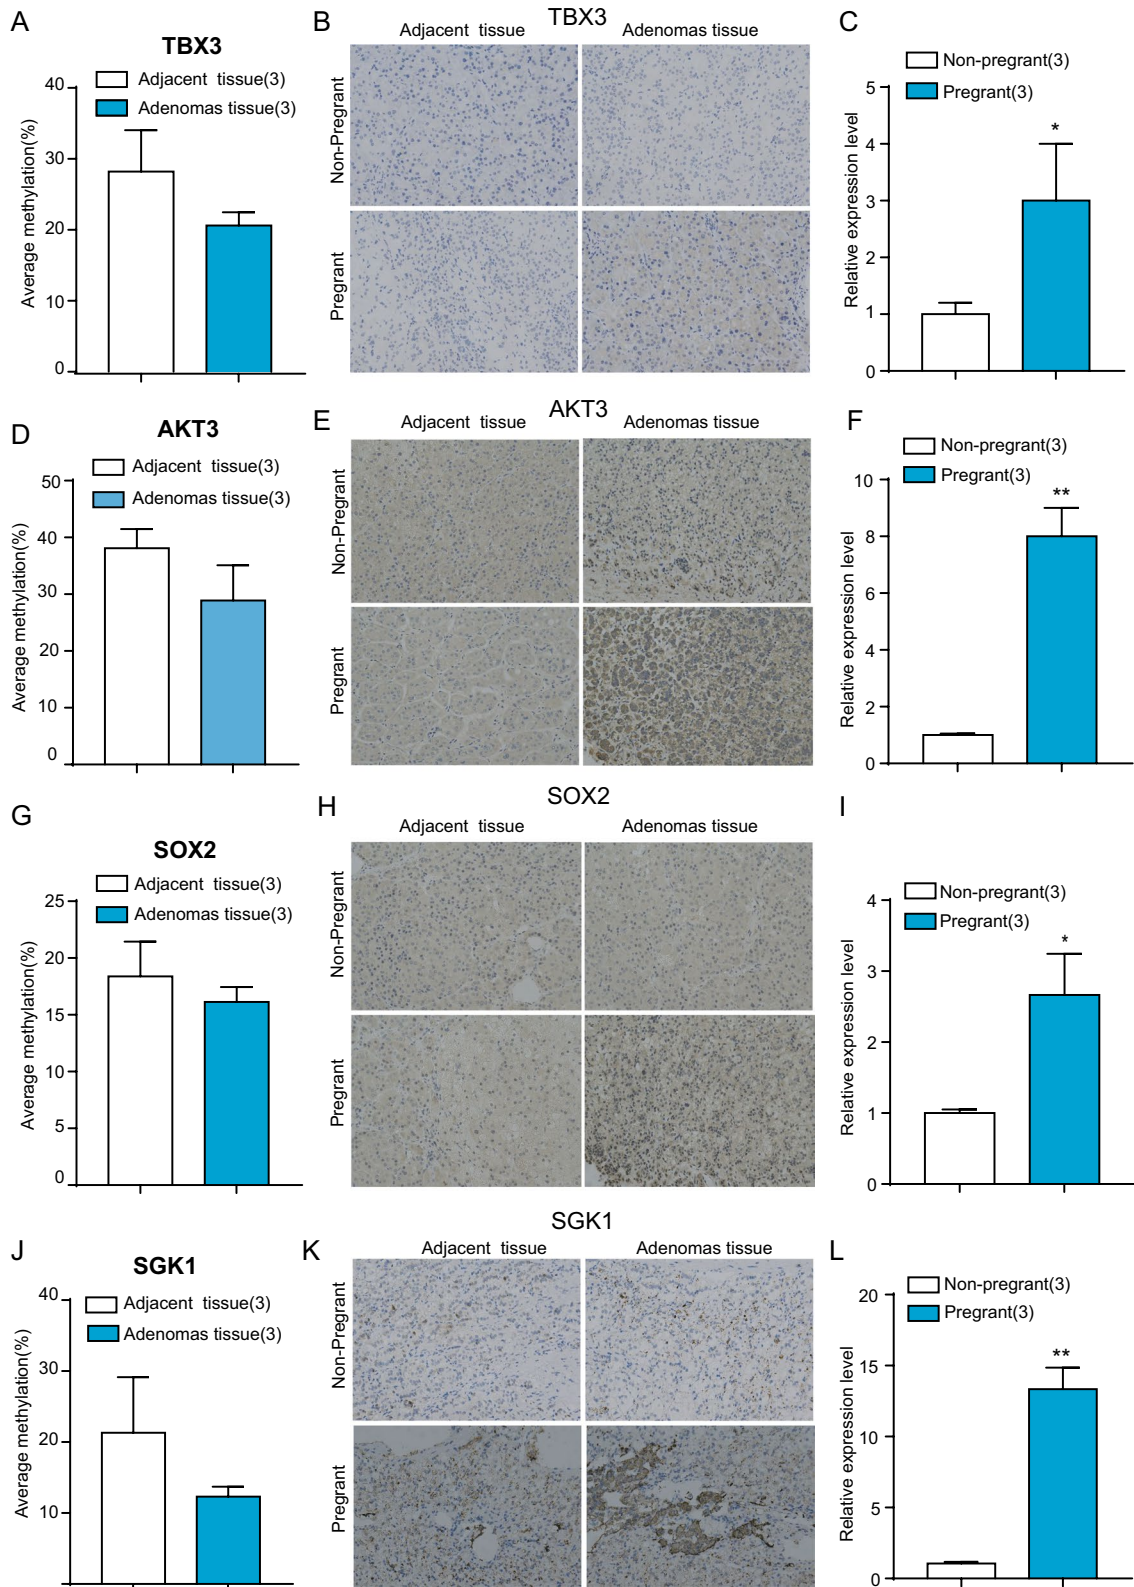 A
TBX3
Adjacent tissue(3)
Adenomas tissue(3)
Average methylation(%)
40
30
20
10
0
B
TBX3
Adjacent tissue
Adenomas tissue
Non-Pregrant
Pregrant
C
Non-pregrant(3)
Pregrant(3)
Relative expression level
5
4
3
2
1
0
*
D
AKT3
Adjacent tissue(3)
Adenomas tissue(3)
Average methylation(%)
50
40
30
20
10
0
E
AKT3
Adjacent tissue
Adenomas tissue
Non-Pregrant
Pregrant
F
Non-pregrant(3)
Pregrant(3)
Relative expression level
10
8
6
4
2
0
**
G
SOX2
Adjacent tissue(3)
Adenomas tissue(3)
Average methylation(%)
25
20
15
10
5
0
H
SOX2
Adjacent tissue
Adenomas tissue
Non-Pregrant
Pregrant
I
Non-pregrant(3)
Pregrant(3)
Relative expression level
4
3
2
1
0
*
J
SGK1
Adjacent tissue(3)
Adenomas tissue(3)
Average methylation(%)
40
30
20
10
K
SGK1
Adjacent tissue
Adenomas tissue
Non-Pregrant
Pregrant
L
Non-pregrant(3)
Pregrant(3)
Relative expression level
20
15
10
5
0
**